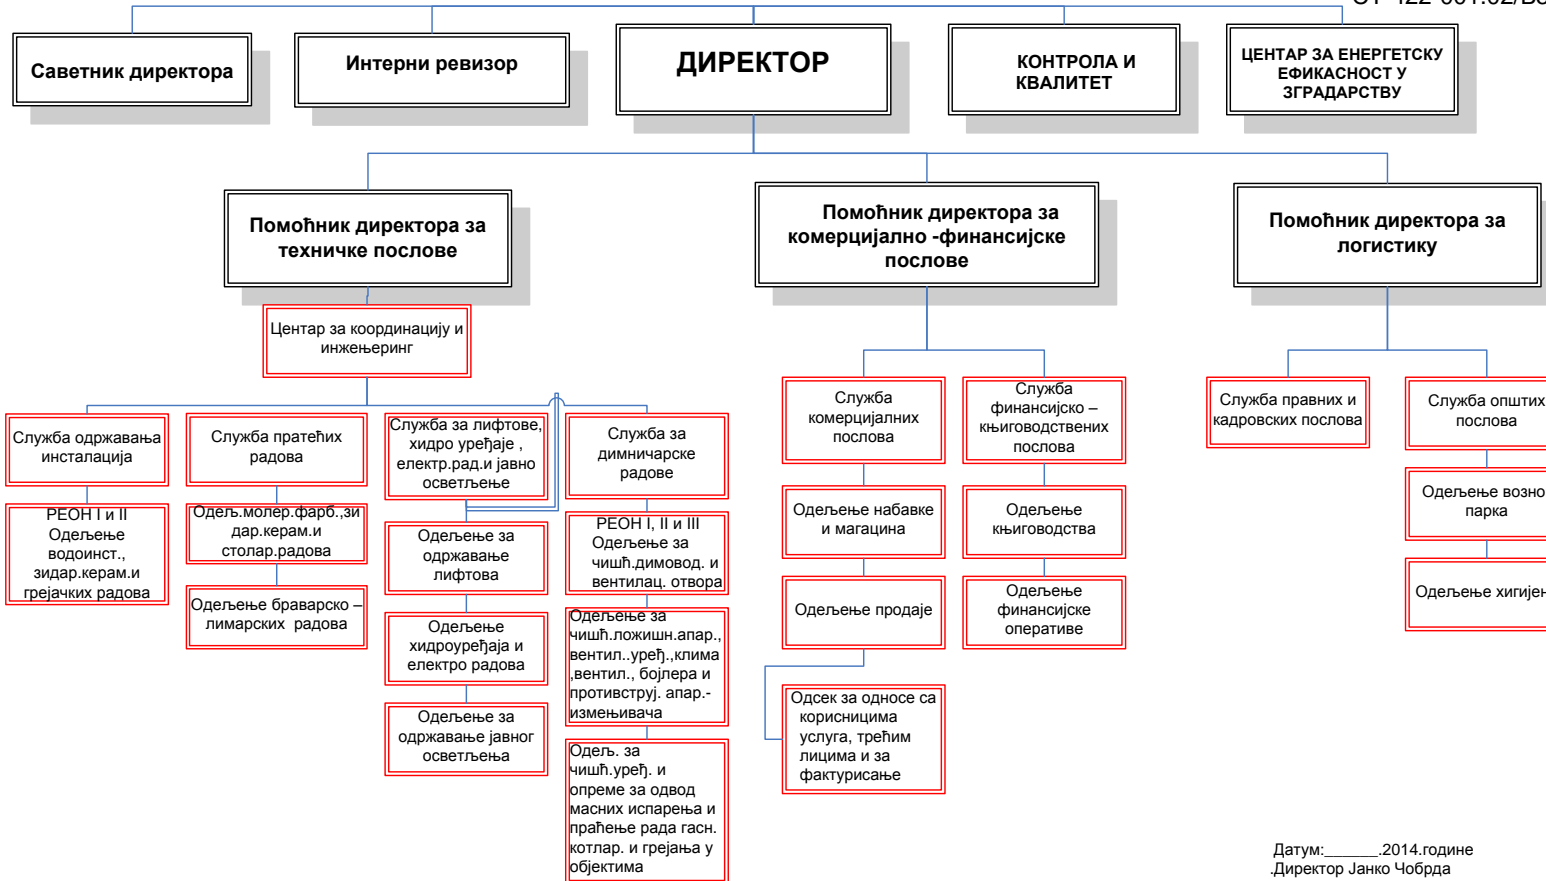 Саветник директора
Интерни ревизор
ДИРЕКТОР
КОНТРОЛА И
КВАЛИТЕТ
ЦЕНТАР ЗА ЕНЕРГЕТСКУ
ЕФИКАСНОСТ У
ЗГРАДАРСТВУ
Помоћник директора за
техничке послове
Помоћник директора за
комерцијално -финансијске
послове
Помоћник директора за
логистику
Центар за координацију и
инжењеринг
Служба одржавања
инсталација
Служба пратећих
радова
Служба за лифтове,
хидро уређаје ,
електр.рад.и јавно
осветљење
Служба за
димничарске
радове
Служба
комерцијалних
послова
Служба
финансијско –
књиговодствених
послова
Служба правних и
кадровских послова
Служба општих
послова
РЕОН I и II
Одељење
водоинст.,
зидар.керам.и
грејачких радова
Одељ.молер.фарб.,зи
дар.керам.и
столар.радова
Одељење браварско –
лимарских радова
Одељење за
одржавање
лифтова
Одељење
хидроуређаја и
електро радова
Одељење за
одржавање јавног
осветљења
РЕОН I, II и III
Одељење за
чишћ.димовод. и
вентилац. отвора
Одељење за
чишћ.ложишн.апар.,
вентил..уређ.,клима
,вентил., бојлера и
противструј. апар.-
измењивача
Одељ. за
чишћ.уређ. и
опреме за одвод
масних испарења и
праћење рада гасн.
котлар. и грејања у
објектима
Одељење набавке
и магацина
Одељење продаје
Одсек за односе са
корисницима
услуга, трећим
лицима и за
фактурисање
Одељење
књиговодства
Одељење
финансијске
оперативе
Одељење возно
парка
Одељење хигијен
Датум:______.2014.године
.Директор Јанко Чобрда